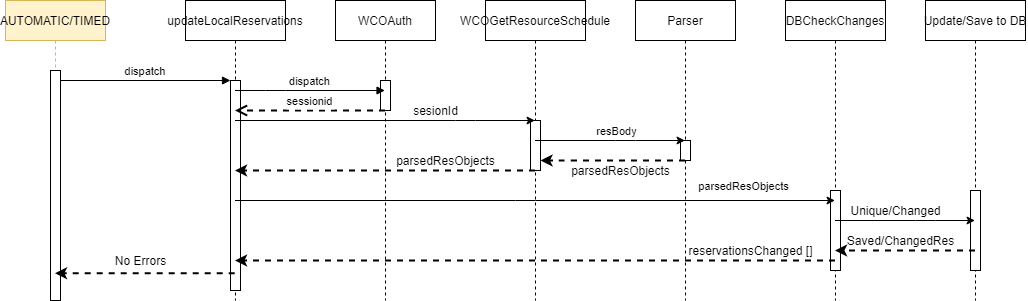 AUTOMATIC/TIMED
updateLocalReservations
WCOAuth
WCOGetResourceSchedule
Parser
DBCheckChanges
Update/Save to DB
dispatch
dispatch
sessionid
sesionId
resBody
parsedResObjects
parsedResObjects
parsedResObjects
Unique/Changed
Saved/ChangedRes
reservationsChanged []
No Errors